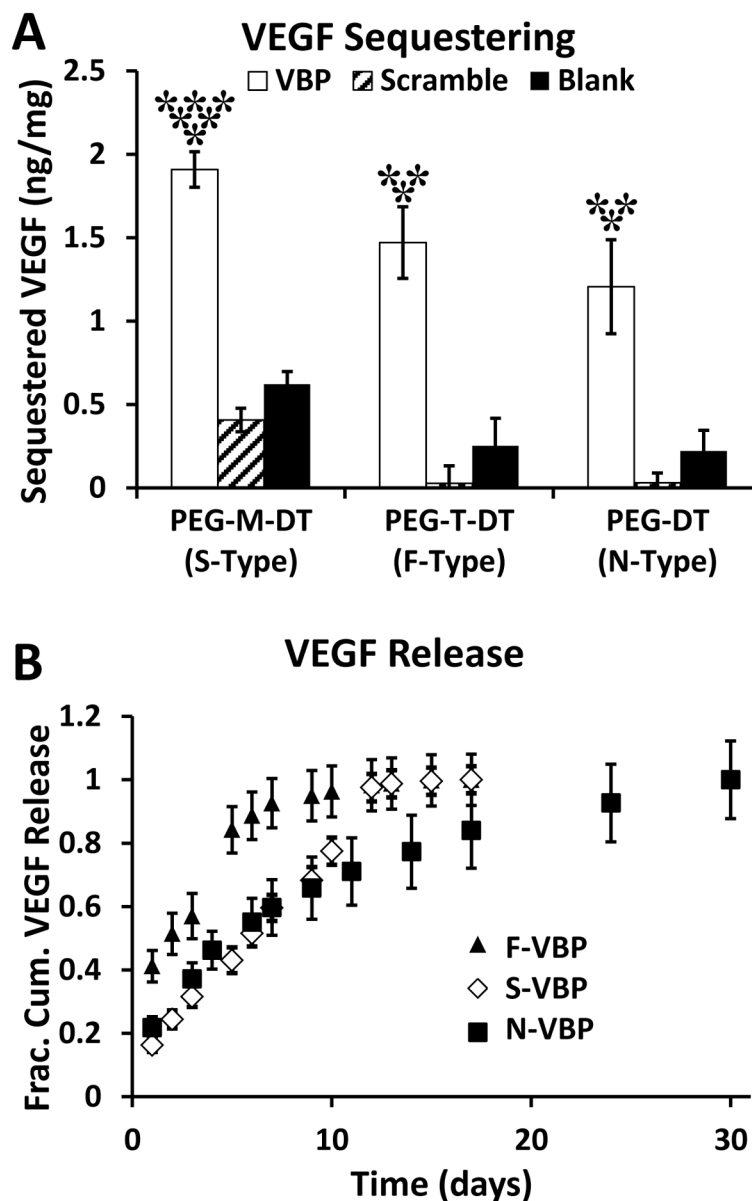 A
VEGF Sequestering
VBP Scramble Blank
Sequestered VEGF (ng/mg)
2.5
2
1.5
1
0.5
0
*****
***
*
***
*
***
*
PEG-M-DT PEG-T-DT PEG-DT
(S-Type) (F-Type) (N-Type)
B
VEGF Release
Frac. Cum. VEGF Release
1.2
1
0.8
0.6
0.4
0.2
0
F-VBP
S-VBP
N-VBP
0 10 20 30
Time (days)